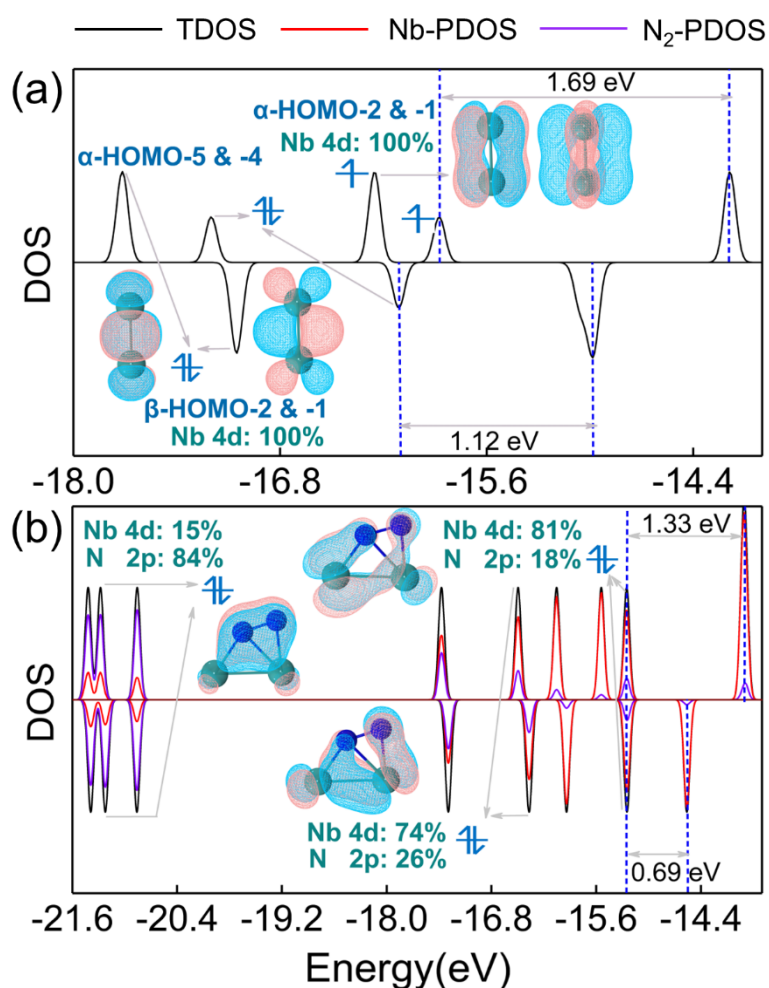 TDOS Nb-PDOS N₂-PDOS
(a)
1.69 eV
α-HOMO-2 & -1
Nb 4d: 100%
α-HOMO-5 & -4
DOS
β-HOMO-2 & -1
Nb 4d: 100%
1.12 eV
-18.0 -16.8 -15.6 -14.4
(b)
Nb 4d: 15%
N 2p: 84%
Nb 4d: 81%
N 2p: 18%
1.33 eV
DOS
Nb 4d: 74%
N 2p: 26%
0.69 eV
-21.6 -20.4 -19.2 -18.0 -16.8 -15.6 -14.4
Energy(eV)